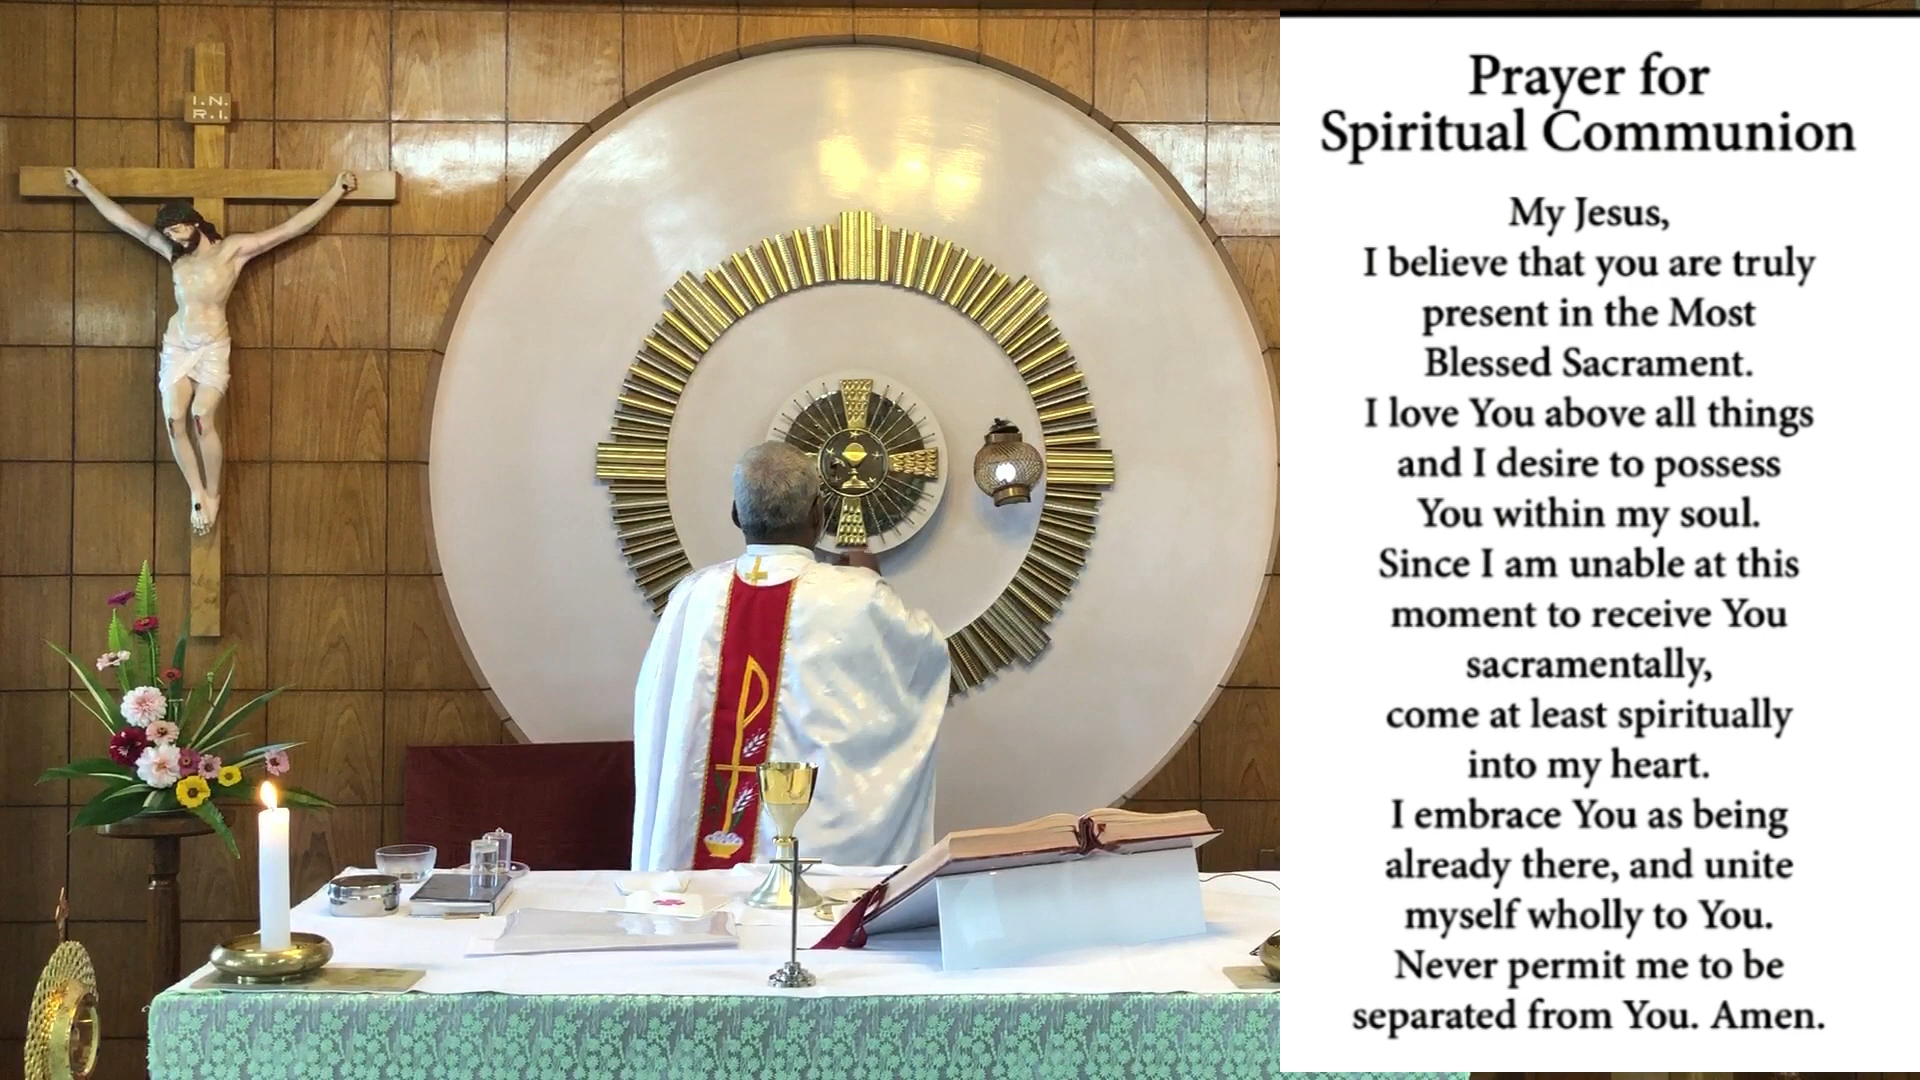 I.N.
R.I.
Prayer for
Spiritual Communion
My Jesus,
I believe that you are truly
present in the Most
Blessed Sacrament.
I love You above all things
and I desire to possess
You within my soul.
Since I am unable at this
moment to receive You
sacramentally,
come at least spiritually
into my heart.
I embrace You as being
already there, and unite
myself wholly to You.
Never permit me to be
separated from You. Amen.